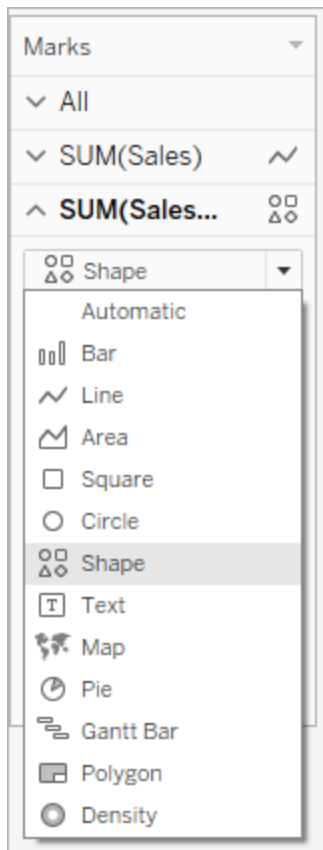 Marks
All
SUM(Sales)
SUM(Sales...
Shape
Automatic
Bar
Line
Area
Square
Circle
Shape
T Text
Map
Pie
Gantt Bar
Polygon
Density